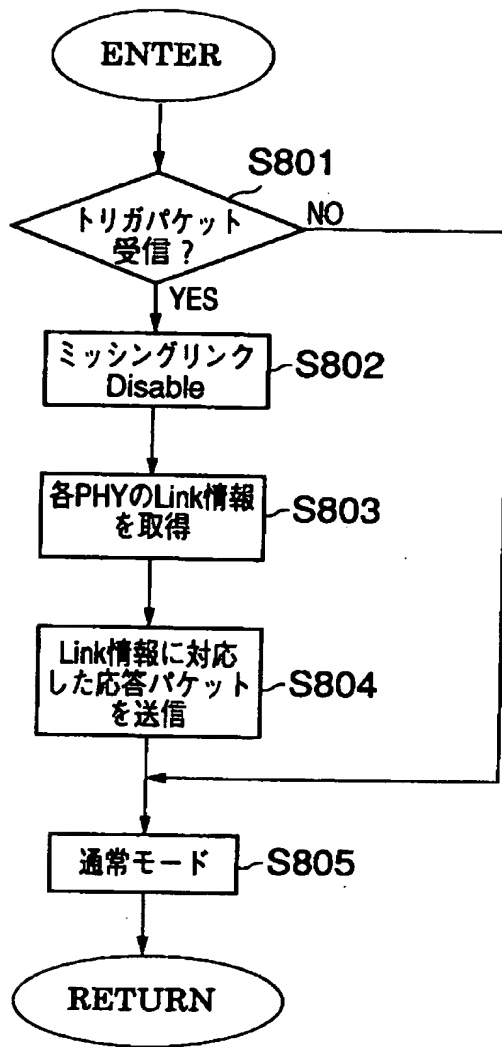 ENTER
S801
トリガパケット
受信？
NO
YES
ミッシングリンク
Disable
S802
各PHYのLink情報
を取得
S803
Link情報に対応
した応答パケット
を送信
S804
通常モード
S805
RETURN